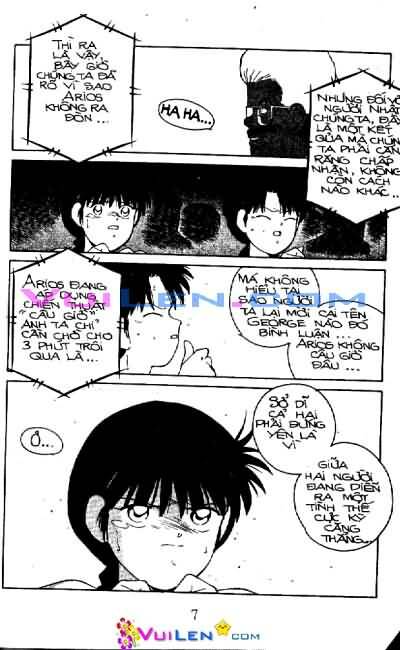 THÌ RA
LÀ VẬY,
BÂY GIỜ
CHÚNG TA ĐÃ
RÕ VÌ SAO
ARIOS
KHÔNG RA
ĐÒN ...
HA HA...
NHƯNG ĐỐI VỚI
NGƯỜI NHẬT
CHÚNG TA, ĐÂY
LÀ MỘT KẾT
QỦA MÀ CHÚNG
TA PHẢI CẮN
RĂNG CHẤP
NHẬN, KHÔNG
CÒN CÁCH
NÀO KHÁC ...
ARIOS ĐANG
ÁP DỤNG
CHIẾN THUẬT
"CÂU GIỜ"
ANH TA CHỈ
CẦN CHỜ CHO
3 PHÚT TRÔI
QUA LÀ ...
MÀ KHÔNG
HIỂU TẠI
SAO NGƯỜI
TA LẠI MỜI CÁI TÊN
GEORGE NÀO ĐÓ
BÌNH LUẬN ...
ARIOS KHÔNG
CÂU GIỜ
ĐÂU ...
VUILEN.COM
SỞ DĨ
CẢ HAI
PHẢI ĐỨNG
YÊN LÀ
VÌ
Ơ...
GIỮA
HAI NGƯỜI
ĐANG DIỄN
RA MỘT
TÌNH THẾ
CỰC KỲ
CĂNG
THẲNG...
7
VUILEN.COM